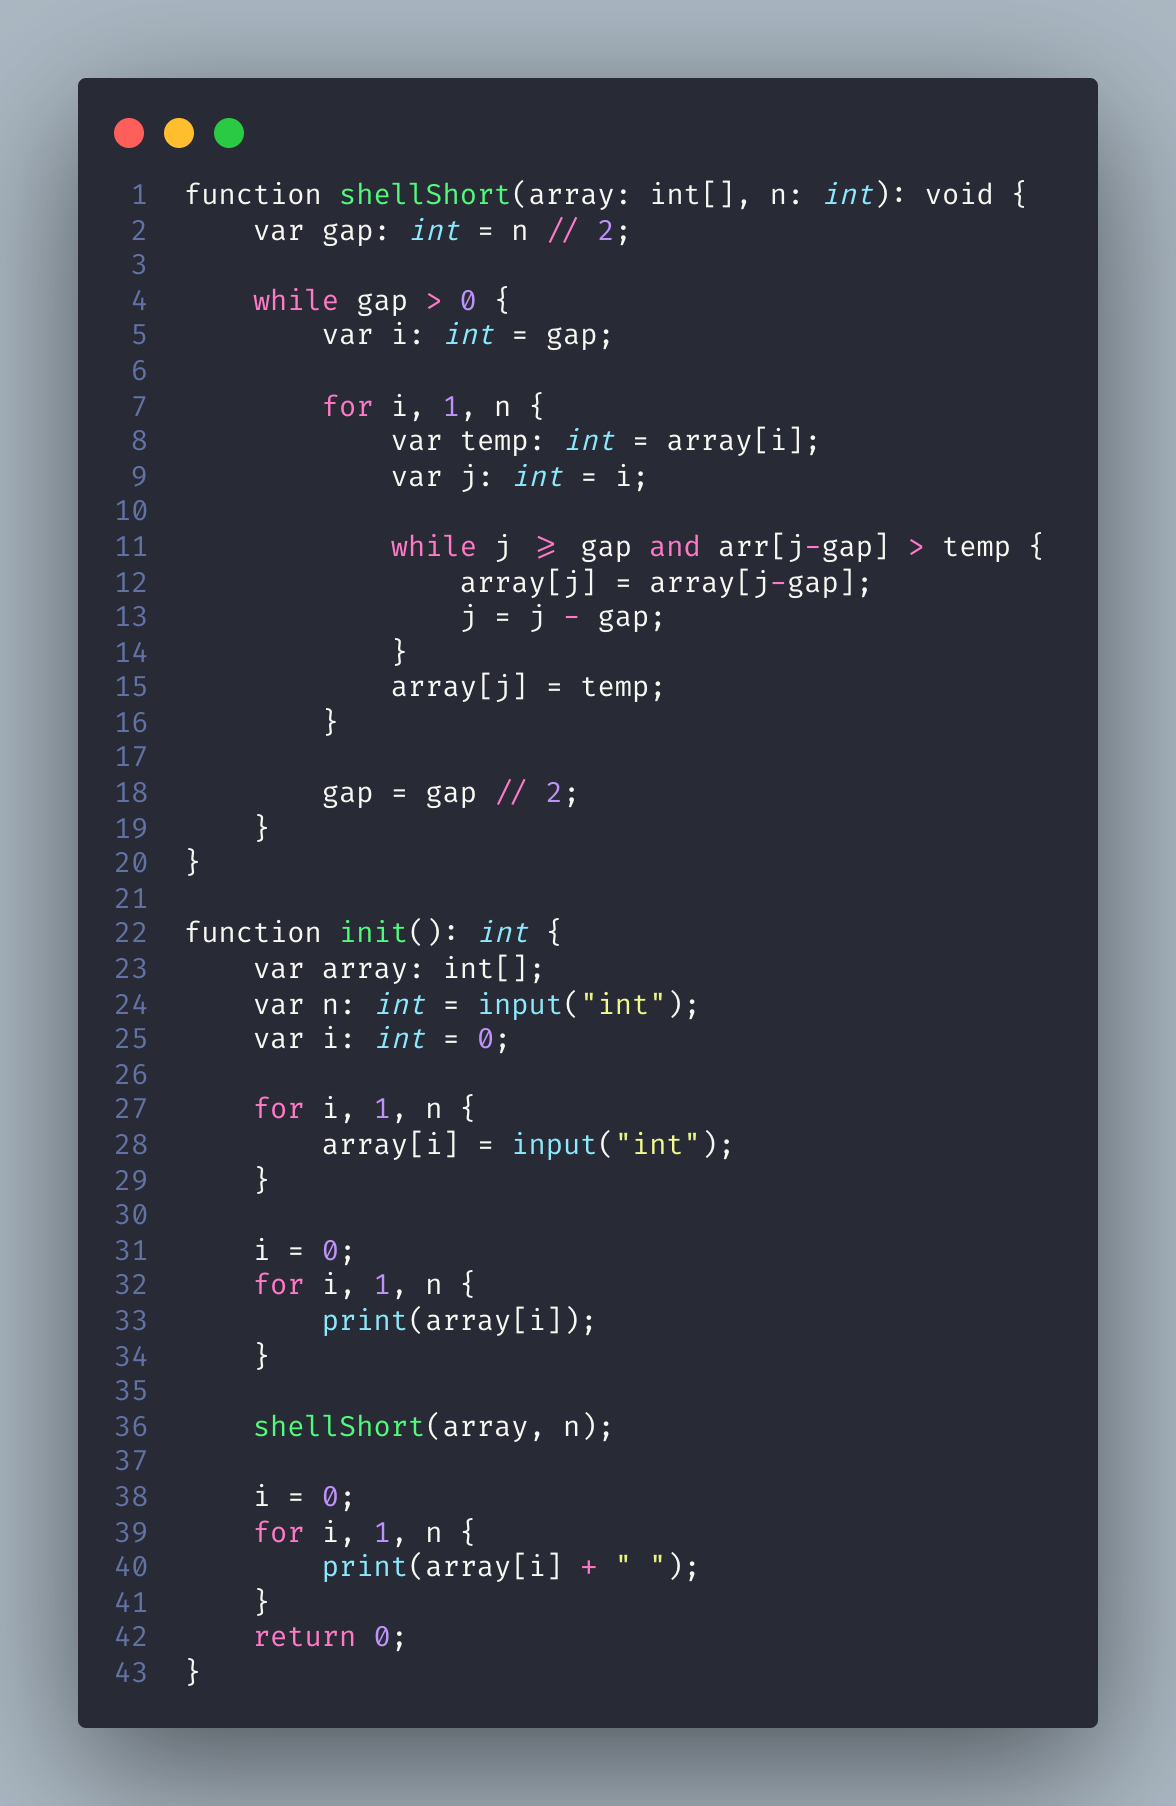 1 function shellShort(array: int[], n: int): void {
2     var gap: int = n // 2;
3
4     while gap > 0 {
5         var i: int = gap;
6
7         for i, 1, n {
8             var temp: int = array[i];
9             var j: int = i;
10
11             while j >= gap and arr[j-gap] > temp {
12                 array[j] = array[j-gap];
13                 j = j - gap;
14             }
15             array[j] = temp;
16         }
17
18         gap = gap // 2;
19     }
20 }
21
22 function init(): int {
23     var array: int[];
24     var n: int = input("int");
25     var i: int = 0;
26
27     for i, 1, n {
28         array[i] = input("int");
29     }
30
31     i = 0;
32     for i, 1, n {
33         print(array[i]);
34     }
35
36     shellShort(array, n);
37
38     i = 0;
39     for i, 1, n {
40         print(array[i] + " ");
41     }
42     return 0;
43 }